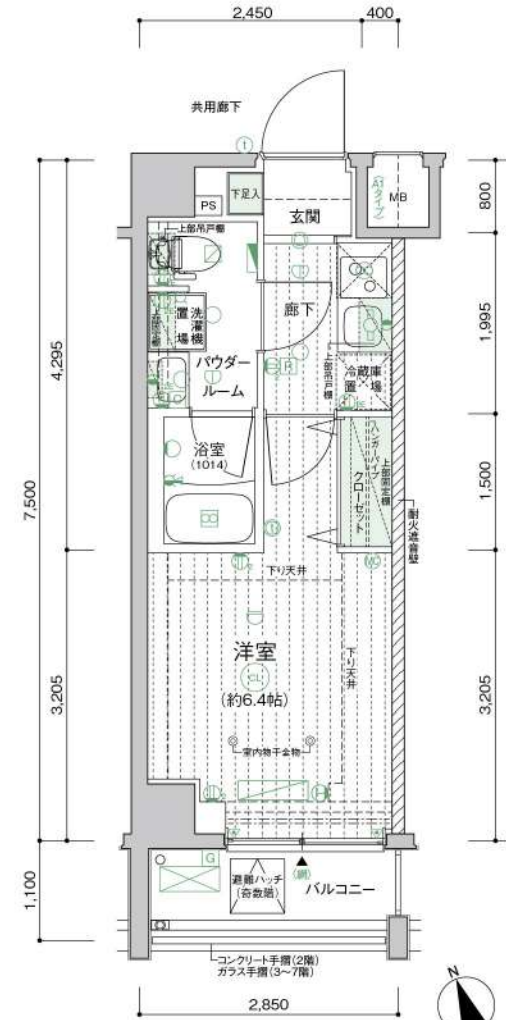 2,450
400
共用廊下
t
(A1タイプ)
MB
PS
下足入
玄関
800
上部吊戸棚
廊下
1,995
洗濯機
置場
上部吊戸棚
冷蔵庫
置場
R
パウダー
ルーム
4,295
7,500
浴室
(1014)
ハンガーパイプ
上部固定棚
クローゼット
1,500
耐火遮音壁
下り天井
洋室
CL
(約6.4帖)
下り天井
室内物干金物
3,205
3,205
G
避難ハッチ
(奇数階)
(網)
バルコニー
1,100
コンクリート手摺(2階)
ガラス手摺(3〜7階)
2,850
N